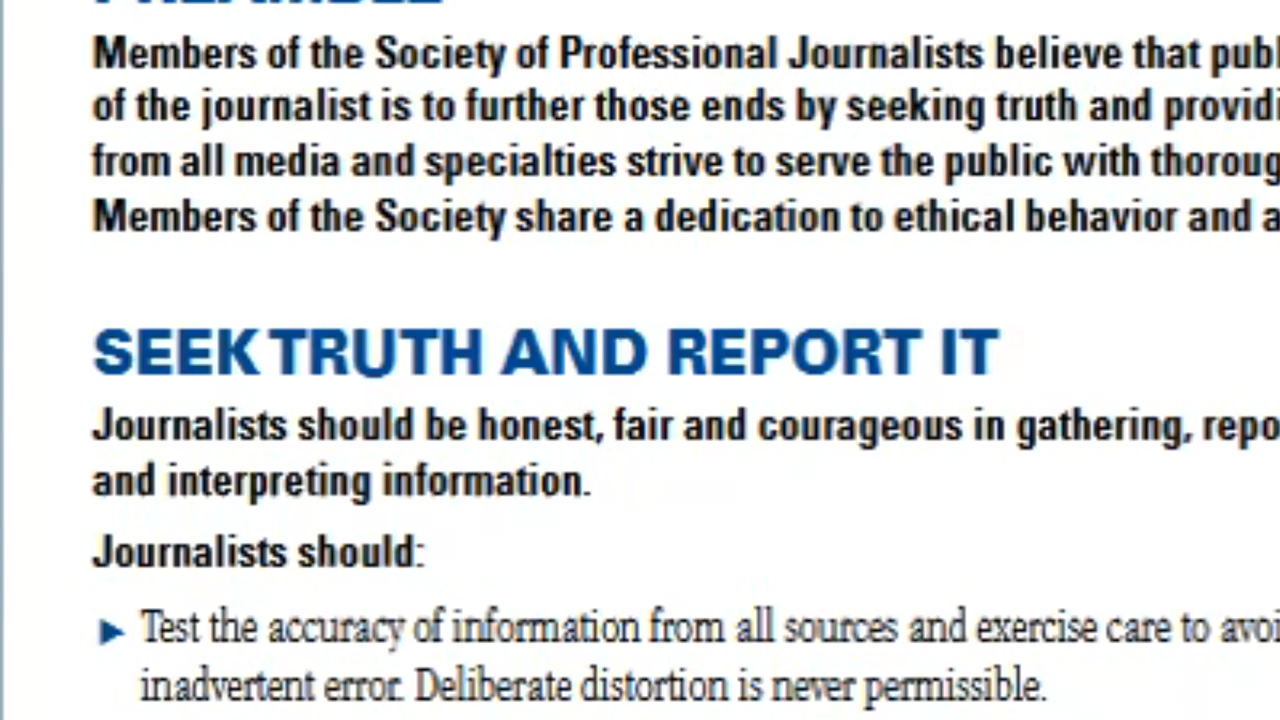 PREAMBLE
Members of the Society of Professional Journalists believe that publ
of the journalist is to further those ends by seeking truth and providi
from all media and specialties strive to serve the public with thoroug
Members of the Society share a dedication to ethical behavior and a
SEEK TRUTH AND REPORT IT
Journalists should be honest, fair and courageous in gathering, repo
and interpreting information.
Journalists should:
► Test the accuracy of information from all sources and exercise care to avoi
inadvertent error. Deliberate distortion is never permissible.